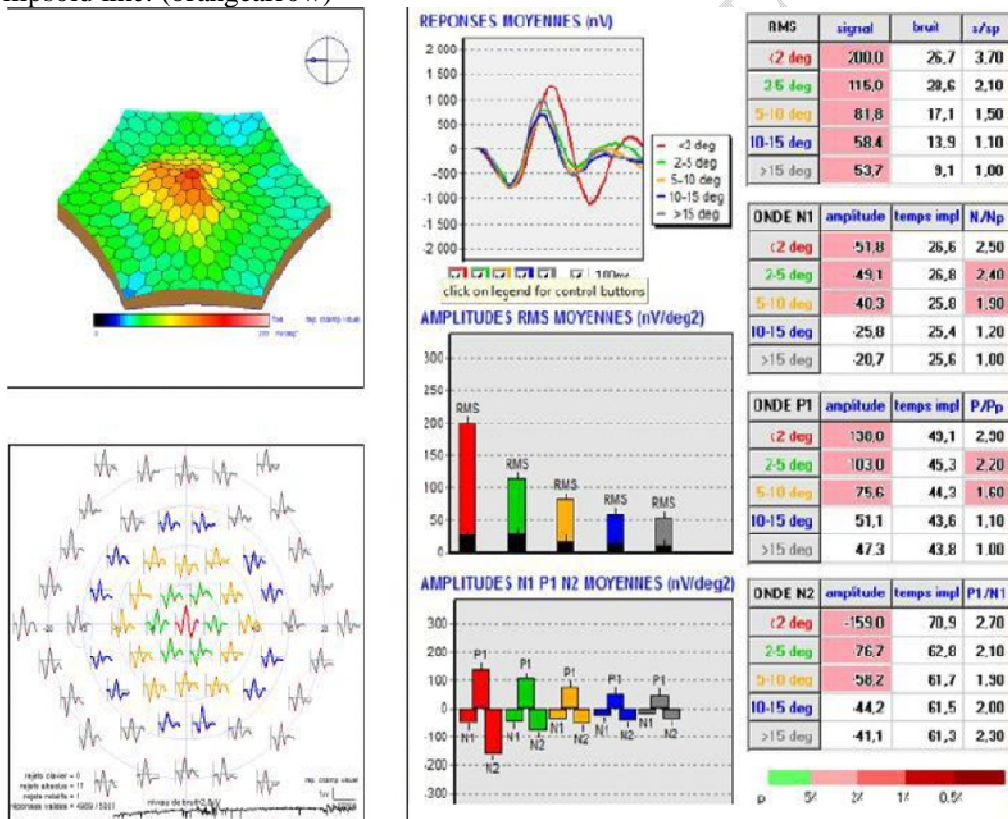 (orangearrow)
REPONSES MOYENNES (nV)
2 000
1 500
1 000
500
0
-500
-1 000
-1 500
-2 000
<2 deg
2-5 deg
5-10 deg
10-15 deg
>15 deg
click on legend for control buttons
AMPLITUDES RMS MOYENNES (nV/deg2)
300
250
200
150
100
50
0
RMS
RMS
RMS
RMS
RMS
AMPLITUDES N1 P1 N2 MOYENNES (nV/deg2)
300
200
100
0
-100
-200
-300
P1
P1
P1
P1
P1
N1
N1
N1
N1
N1
N2
N2
N2
N2
N2
RMS signal bruit s/sp
<2 deg 200,0 26,7 3,70
2-5 deg 115,0 28,6 2,10
5-10 deg 81,8 17,1 1,50
10-15 deg 58,4 13,9 1,10
>15 deg 53,7 9,1 1,00
ONDE N1 amplitude temps impl N/Np
<2 deg -51,8 26,6 2,50
2-5 deg -49,1 26,8 2,40
5-10 deg -40,3 25,8 1,90
10-15 deg -25,8 25,4 1,20
>15 deg -20,7 25,6 1,00
ONDE P1 amplitude temps impl P/Pp
<2 deg 138,0 49,1 2,90
2-5 deg 103,0 45,3 2,20
5-10 deg 75,6 44,3 1,60
10-15 deg 51,1 43,6 1,10
>15 deg 47,3 43,8 1,00
ONDE N2 amplitude temps impl P1/N1
<2 deg -159,0 70,9 2,70
2-5 deg -76,7 62,8 2,10
5-10 deg -58,2 61,7 1,90
10-15 deg -44,2 61,5 2,00
>15 deg -41,1 61,3 2,30
p 5% 2% 1% 0.5%
rejets clavier = 0
rejets absolus = 11
rejets relatifs = 1
niveau de bruit